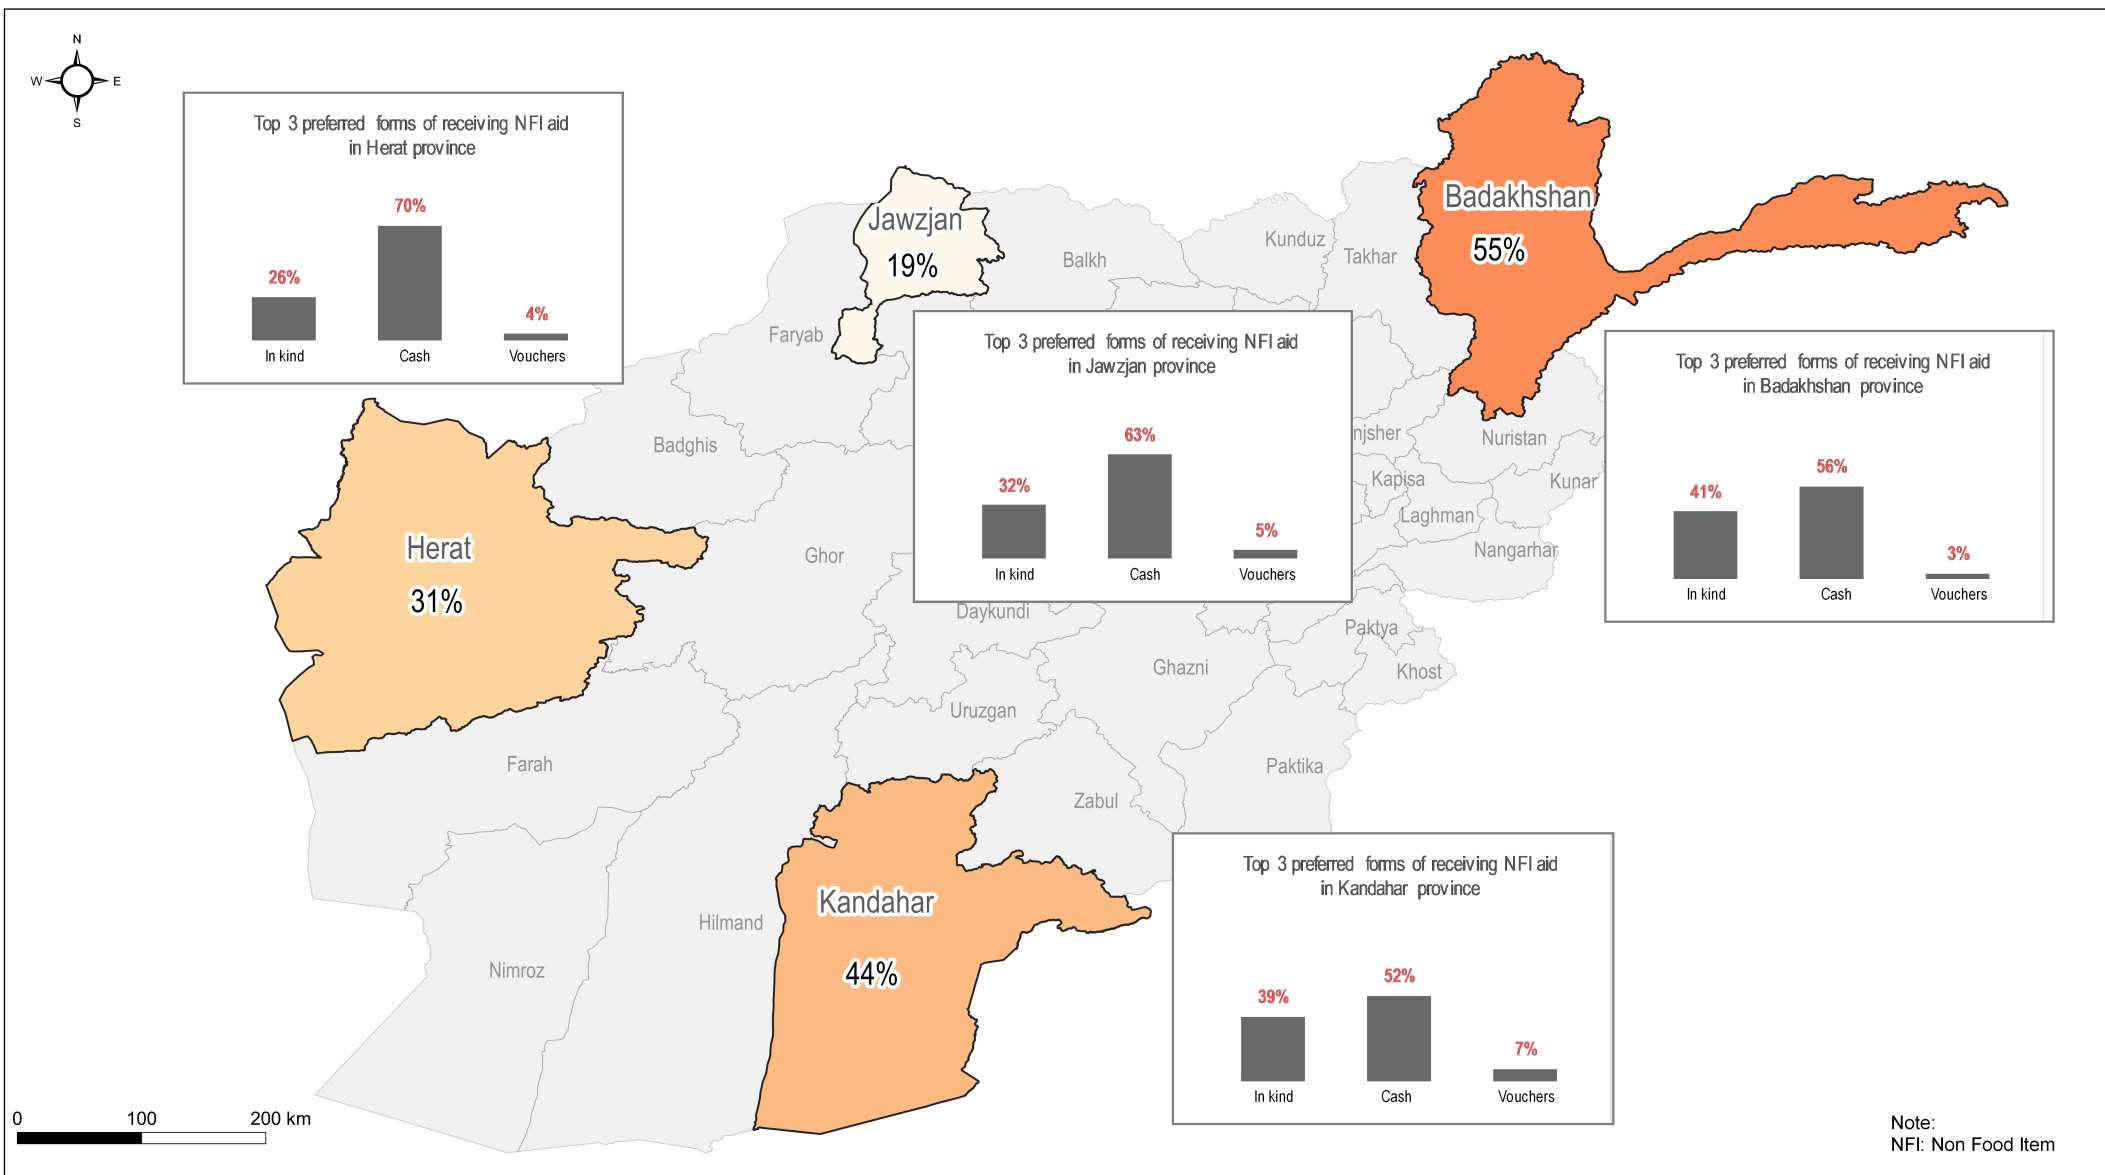 N
W E
S
Top 3 preferred forms of receiving NFI aid
in Herat province
70%
26%
4%
In kind Cash Vouchers
Jawzjan
19%
Badakhshan
55%
Balkh
Kunduz
Takhar
Faryab
Top 3 preferred forms of receiving NFI aid
in Jawzjan province
63%
32%
5%
In kind Cash Vouchers
Top 3 preferred forms of receiving NFI aid
in Badakhshan province
56%
41%
3%
In kind Cash Vouchers
Badghis
njsher
Nuristan
Kapisa
Kunar
Laghman
Nangarhar
Herat
31%
Ghor
Daykundi
Paktya
Ghazni
Khost
Uruzgan
Farah
Paktika
Zabul
Kandahar
44%
Hilmand
Nimroz
Top 3 preferred forms of receiving NFI aid
in Kandahar province
52%
39%
7%
In kind Cash Vouchers
0 100 200 km
Note:
NFI: Non Food Item